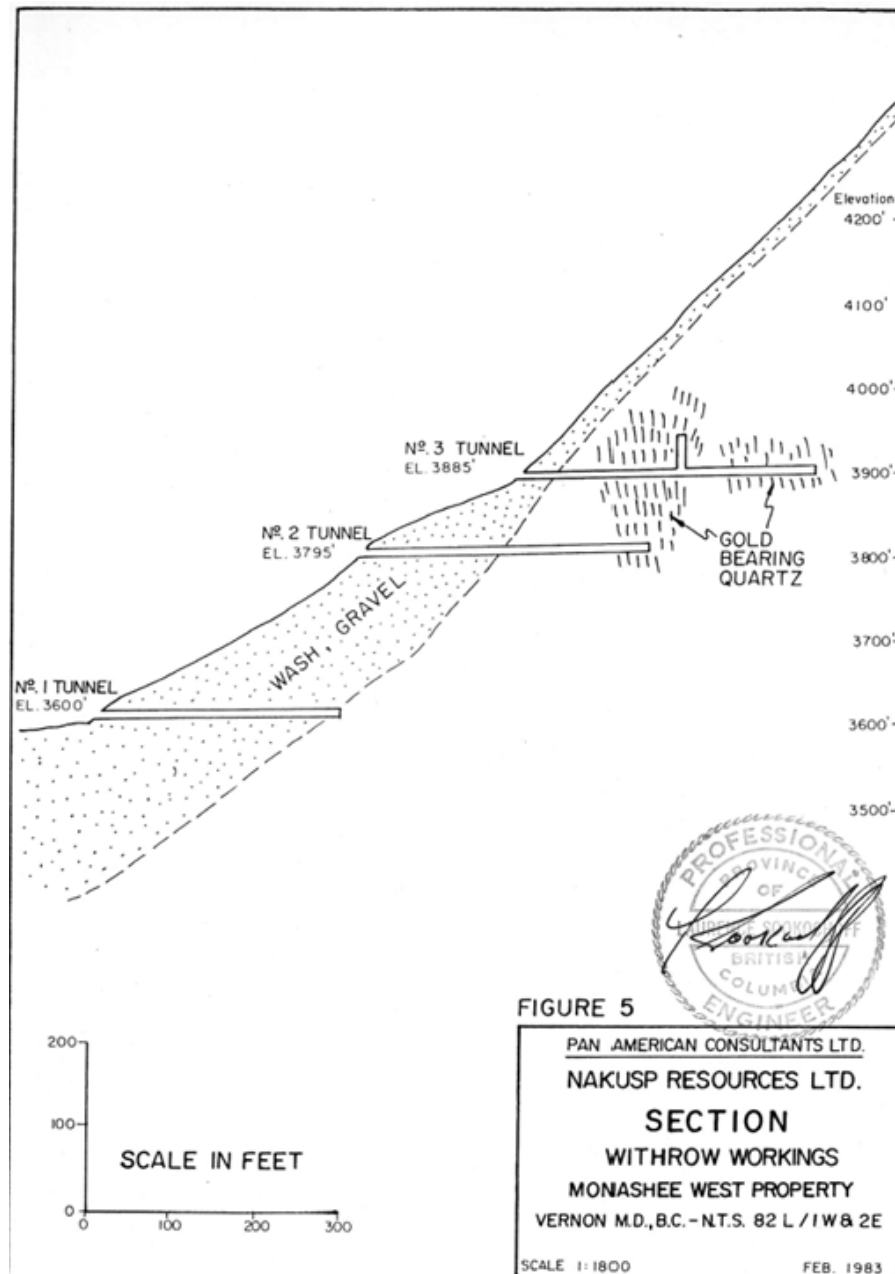 Elevation
4200'
4100'
4000'
3900'
3800'
3700'
3600'
3500'
Nº. 3 TUNNEL
EL. 3885'
Nº. 2 TUNNEL
EL. 3795'
GOLD
BEARING
QUARTZ
WASH, GRAVEL
Nº. 1 TUNNEL
EL. 3600'
PROFESSIONAL
PROVINCE
OF
BRITISH
COLUMBIA
ENGINEER
200
100
0
0 100 200 300
SCALE IN FEET
FIGURE 5
PAN AMERICAN CONSULTANTS LTD.
NAKUSP RESOURCES LTD.
SECTION
WITHROW WORKINGS
MONASHEE WEST PROPERTY
VERNON M.D., B.C. - N.T.S. 82 L / 1W & 2E
SCALE 1:1800 FEB. 1983